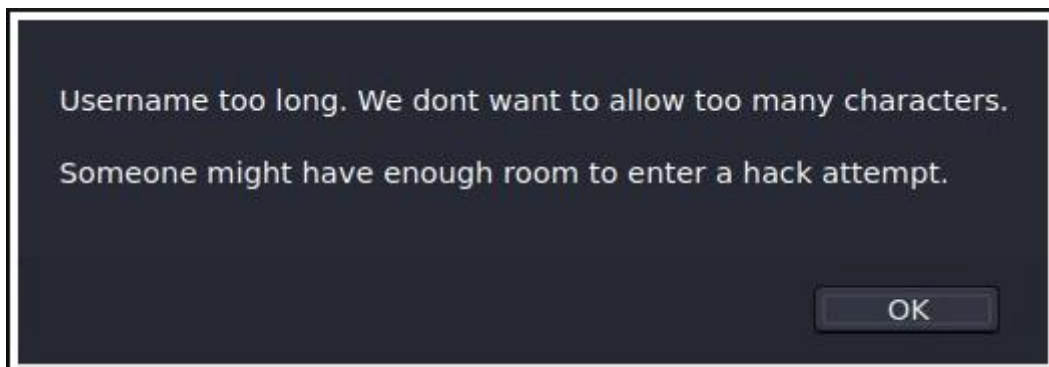 Username too long. We dont want to allow too many characters.
Someone might have enough room to enter a hack attempt.
OK